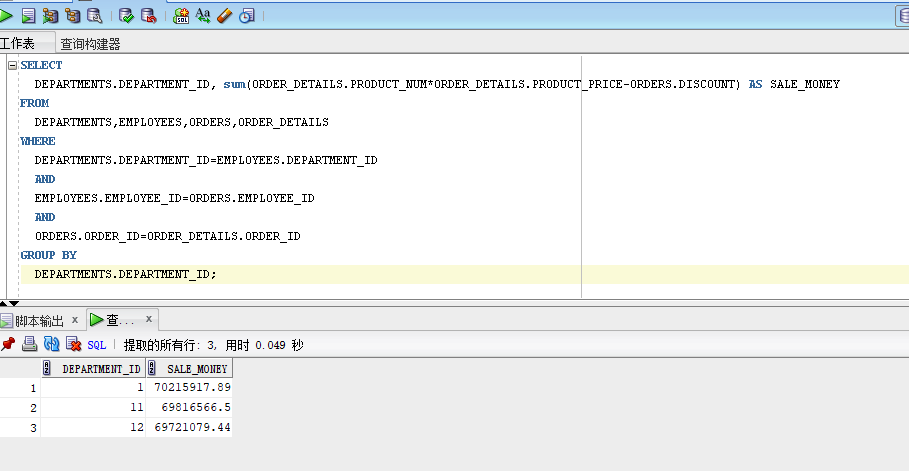 工作表 查询构建器
SELECT
DEPARTMENTS.DEPARTMENT_ID, sum(ORDER_DETAILS.PRODUCT_NUM*ORDER_DETAILS.PRODUCT_PRICE-ORDERS.DISCOUNT) AS SALE_MONEY
FROM
DEPARTMENTS,EMPLOYEES,ORDERS,ORDER_DETAILS
WHERE
DEPARTMENTS.DEPARTMENT_ID=EMPLOYEES.DEPARTMENT_ID
AND
EMPLOYEES.EMPLOYEE_ID=ORDERS.EMPLOYEE_ID
AND
ORDERS.ORDER_ID=ORDER_DETAILS.ORDER_ID
GROUP BY
DEPARTMENTS.DEPARTMENT_ID;
脚本输出 x 查... x
SQL | 提取的所有行: 3, 用时 0.049 秒
DEPARTMENT_ID SALE_MONEY
1 1 70215917.89
2 11 69816566.5
3 12 69721079.44